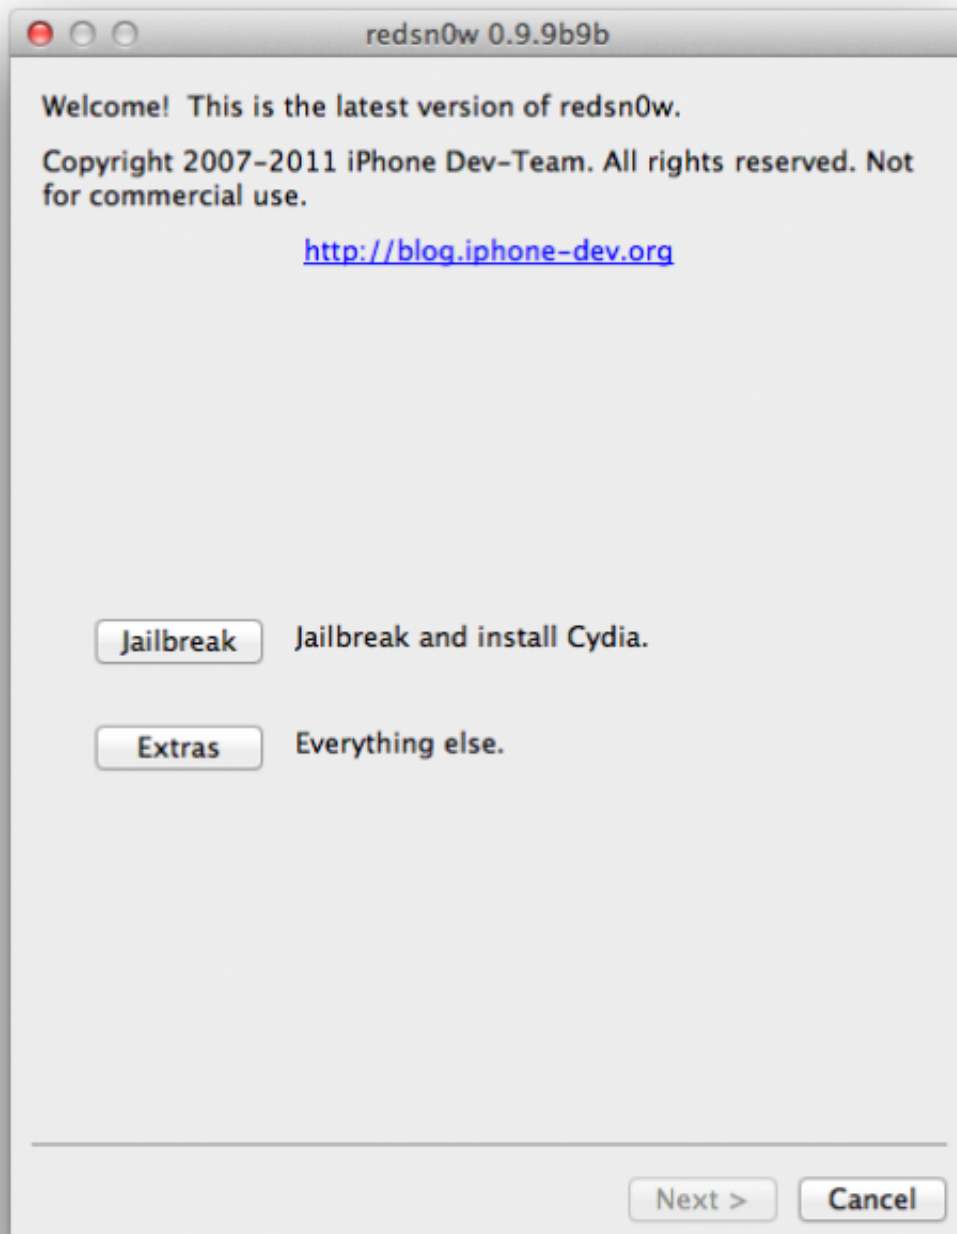 redsn0w 0.9.9b9b
Welcome!  This is the latest version of redsn0w.
Copyright 2007-2011 iPhone Dev-Team. All rights reserved. Not
for commercial use.
http://blog.iphone-dev.org
Jailbreak
Jailbreak and install Cydia.
Extras
Everything else.
Next >
Cancel